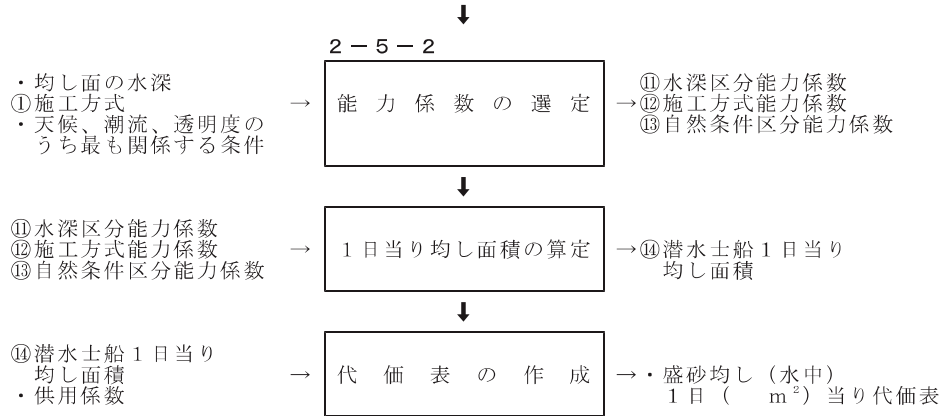 ２－５－２
・均し面の水深
①施工方式
・天候、潮流、透明度の
うち最も関係する条件
→
能力係数の選定
→⑪水深区分能力係数
⑫施工方式能力係数
⑬自然条件区分能力係数
⑪水深区分能力係数
⑫施工方式能力係数
⑬自然条件区分能力係数
→
１日当り均し面積の算定
→⑭潜水士船１日当り
均し面積
⑭潜水士船１日当り
均し面積
・供用係数
→
代価表の作成
→・盛砂均し（水中）
１日（　　ｍ²）当り代価表